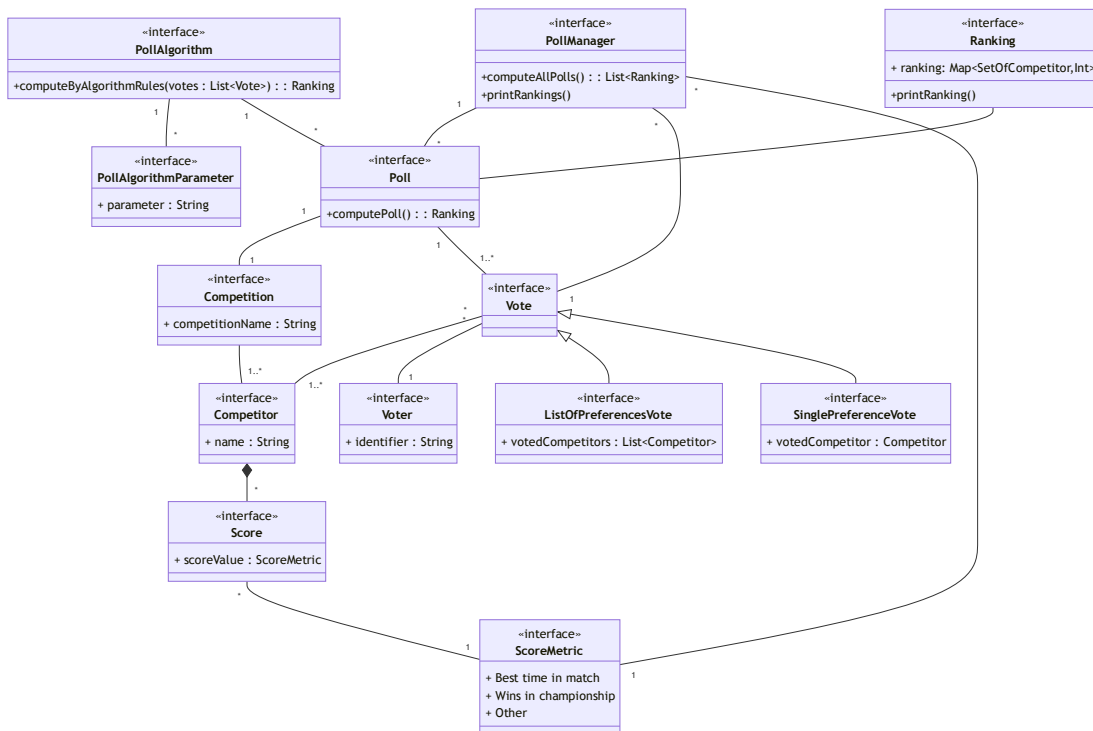 «interface»
PollAlgorithm
+computeByAlgorithmRules(votes : List<Vote>) : : Ranking
«interface»
PollManager
+computeAllPolls() : : List<Ranking>
+printRankings()
«interface»
Ranking
+ ranking: Map<SetOfCompetitor,Int>
+printRanking()
1
*
1
*
1
*
*
*
«interface»
PollAlgorithmParameter
+ parameter : String
«interface»
Poll
+computePoll() : : Ranking
1
1
1
1..*
«interface»
Competition
+ competitionName : String
«interface»
Vote
1
*
*
1..*
1..*
1
«interface»
Competitor
+ name : String
«interface»
Voter
+ identifier : String
«interface»
ListOfPreferencesVote
+ votedCompetitors : List<Competitor>
«interface»
SinglePreferenceVote
+ votedCompetitor : Competitor
*
«interface»
Score
+ scoreValue : ScoreMetric
*
1
1
«interface»
ScoreMetric
+ Best time in match
+ Wins in championship
+ Other